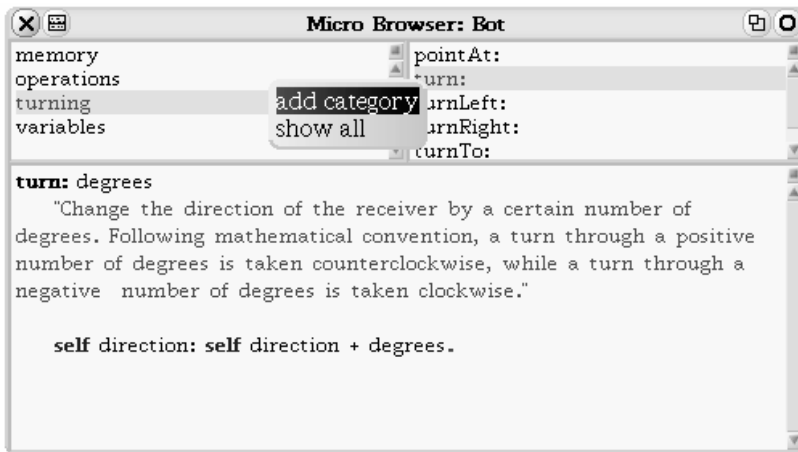 Micro Browser: Bot
memory
operations
turning
variables
add category
show all
pointAt:
turn:
urnLeft:
urnRight:
turnTo:
turn: degrees
"Change the direction of the receiver by a certain number of
degrees. Following mathematical convention, a turn through a positive
number of degrees is taken counterclockwise, while a turn through a
negative  number of degrees is taken clockwise."
self direction: self direction + degrees.